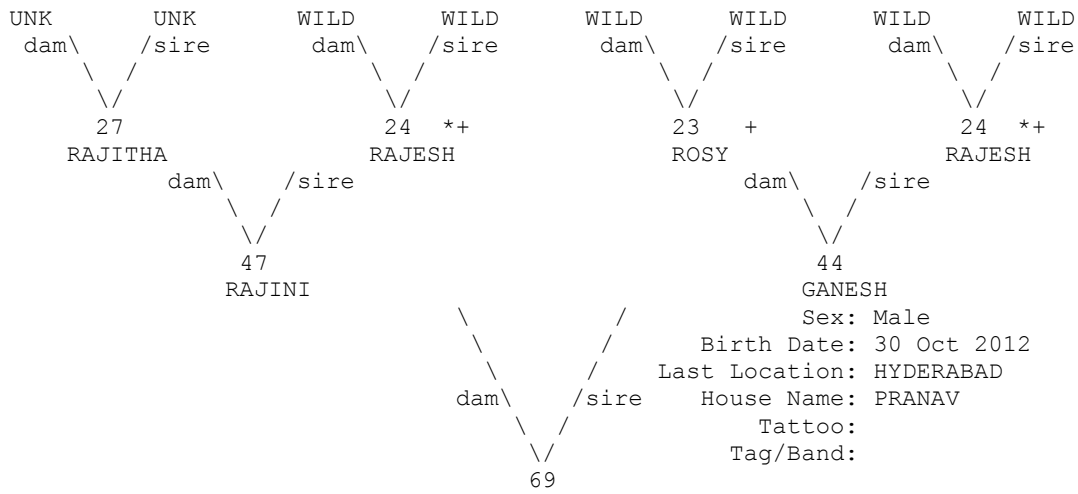 UNK UNK WILD WILD WILD WILD WILD WILD
dam\ /sire dam\ /sire dam\ /sire dam\ /sire
\ / \ / \ / \ /
\/ \/ \/ \/
27 24 *+ 23 + 24 *+
RAJITHA RAJESH ROSY RAJESH
dam\ /sire dam\ /sire
\ / \ /
\/ \/
47 44
RAJINI GANESH
\ / Sex: Male
\ / Birth Date: 30 Oct 2012
\ / Last Location: HYDERABAD
dam\ /sire House Name: PRANAV
\ / Tattoo:
\/ Tag/Band:
69